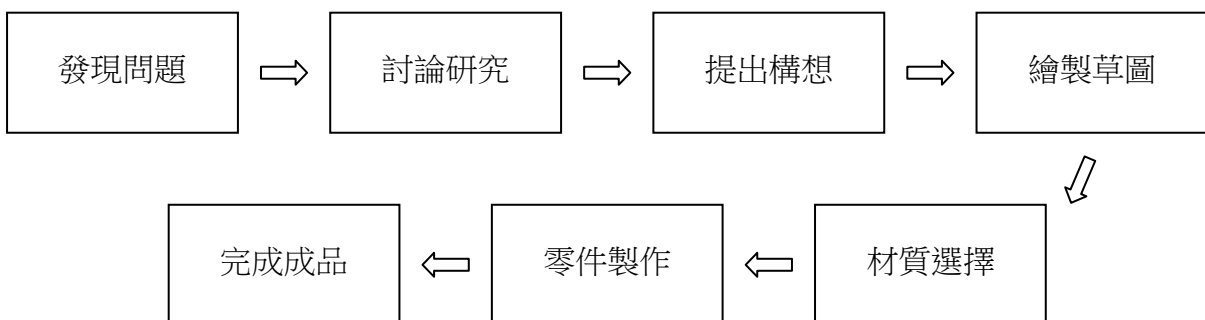 發現問題
討論研究
提出構想
繪製草圖
材質選擇
零件製作
完成成品